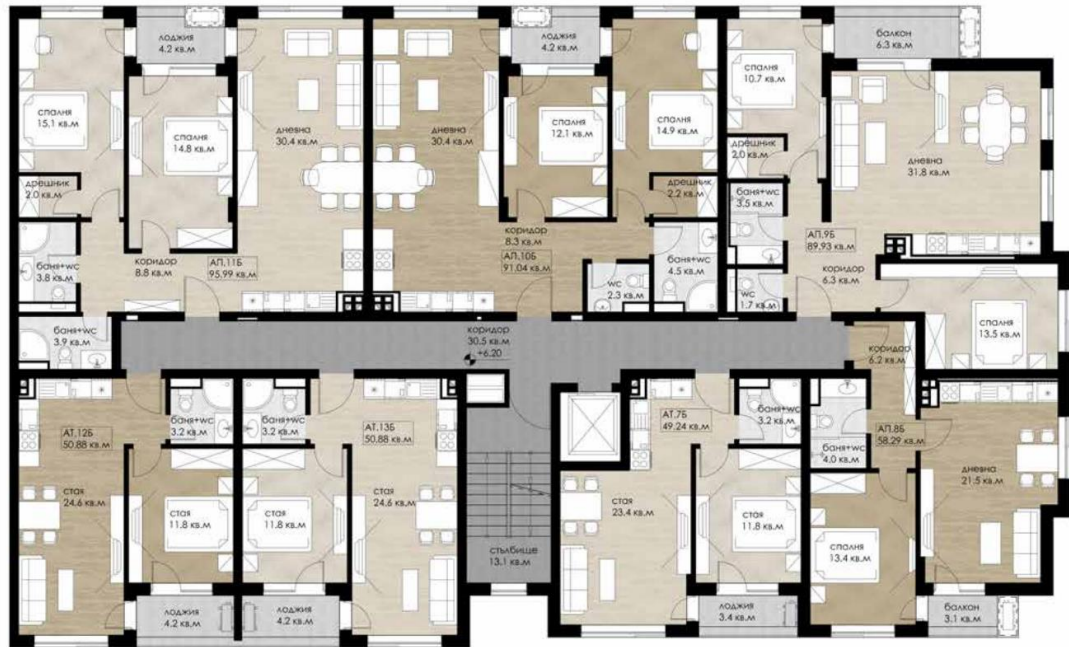 лоджия
4.2 кв.м
лоджия
4.2 кв.м
балкон
6.3 кв.м
спалня
15.1 кв.м
спалня
14.8 кв.м
дневна
30.4 кв.м
дневна
30.4 кв.м
спалня
12.1 кв.м
спалня
14.9 кв.м
спалня
10.7 кв.м
дневна
31.8 кв.м
дрешник
2.0 кв.м
дрешник
2.2 кв.м
дрешник
2.0 кв.м
баня+wc
3.5 кв.м
баня+wc
3.8 кв.м
коридор
8.8 кв.м
АП.11Б
95.99 кв.м
коридор
8.3 кв.м
АП.10Б
91.04 кв.м
баня+wc
4.5 кв.м
wc
2.3 кв.м
АП.9Б
89.93 кв.м
коридор
6.3 кв.м
wc
1.7 кв.м
спалня
13.5 кв.м
баня+wc
3.9 кв.м
коридор
30.5 кв.м
+6.20
коридор
6.2 кв.м
АТ.12Б
50.88 кв.м
баня+wc
3.2 кв.м
баня+wc
3.2 кв.м
АТ.13Б
50.88 кв.м
АТ.7Б
49.24 кв.м
баня+wc
3.2 кв.м
баня+wc
4.0 кв.м
АП.8Б
58.29 кв.м
дневна
21.5 кв.м
стая
24.6 кв.м
стая
11.8 кв.м
стая
11.8 кв.м
стая
24.6 кв.м
стълбище
13.1 кв.м
стая
23.4 кв.м
стая
11.8 кв.м
спалня
13.4 кв.м
лоджия
4.2 кв.м
лоджия
4.2 кв.м
лоджия
3.4 кв.м
балкон
3.1 кв.м